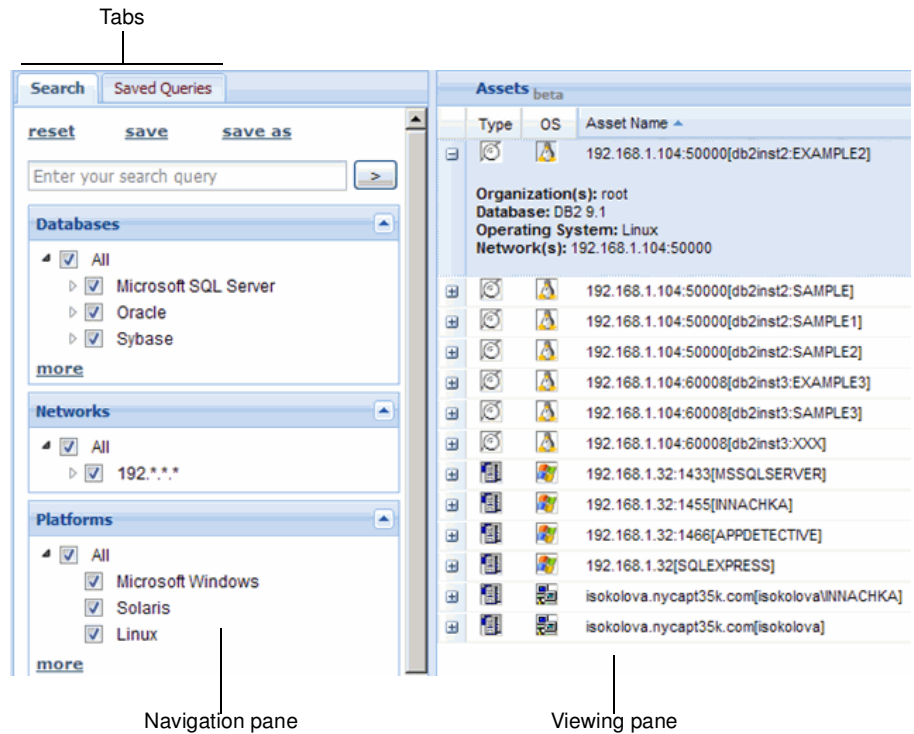 Tabs
Search Saved Queries
reset save save as
Enter your search query >
Databases
All
Microsoft SQL Server
Oracle
Sybase
more
Networks
All
192.*.*.*
Platforms
All
Microsoft Windows
Solaris
Linux
more
Navigation pane
Assets beta
Type OS Asset Name
192.168.1.104:50000[db2inst2:EXAMPLE2]
Organization(s): root
Database: DB2 9.1
Operating System: Linux
Network(s): 192.168.1.104:50000
192.168.1.104:50000[db2inst2:SAMPLE]
192.168.1.104:50000[db2inst2:SAMPLE1]
192.168.1.104:50000[db2inst2:SAMPLE2]
192.168.1.104:60008[db2inst3:EXAMPLE3]
192.168.1.104:60008[db2inst3:SAMPLE3]
192.168.1.104:60008[db2inst3:XXX]
192.168.1.32:1433[MSSQLSERVER]
192.168.1.32:1455[INNACHKA]
192.168.1.32:1466[APPDETECTIVE]
192.168.1.32[SQLEXPRESS]
isokolova.nycapt35k.com[isokolova\INNACHKA]
isokolova.nycapt35k.com[isokolova]
Viewing pane